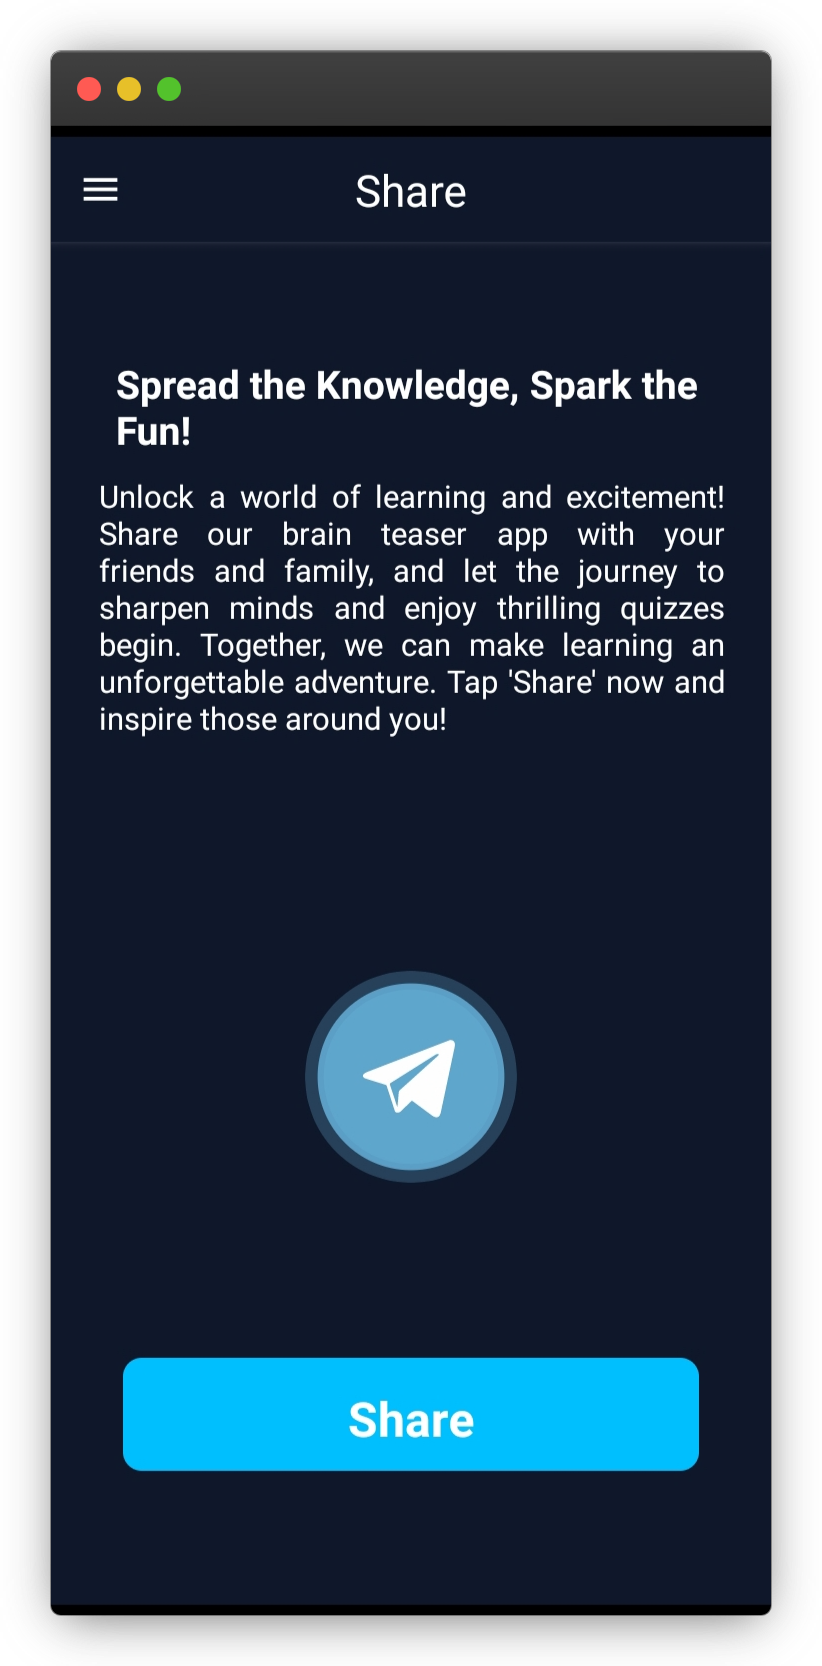 Share
Spread the Knowledge, Spark the
Fun!
Unlock a world of learning and excitement!
Share our brain teaser app with your
friends and family, and let the journey to
sharpen minds and enjoy thrilling quizzes
begin. Together, we can make learning an
unforgettable adventure. Tap 'Share' now and
inspire those around you!
Share